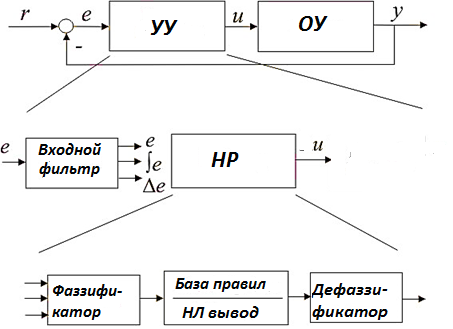 r e УУ u ОУ y
-
e Входной фильтр e ∫e Δe НР - u
Фаззифи-
катор
База правил
НЛ вывод
Дефаззи-
фикатор